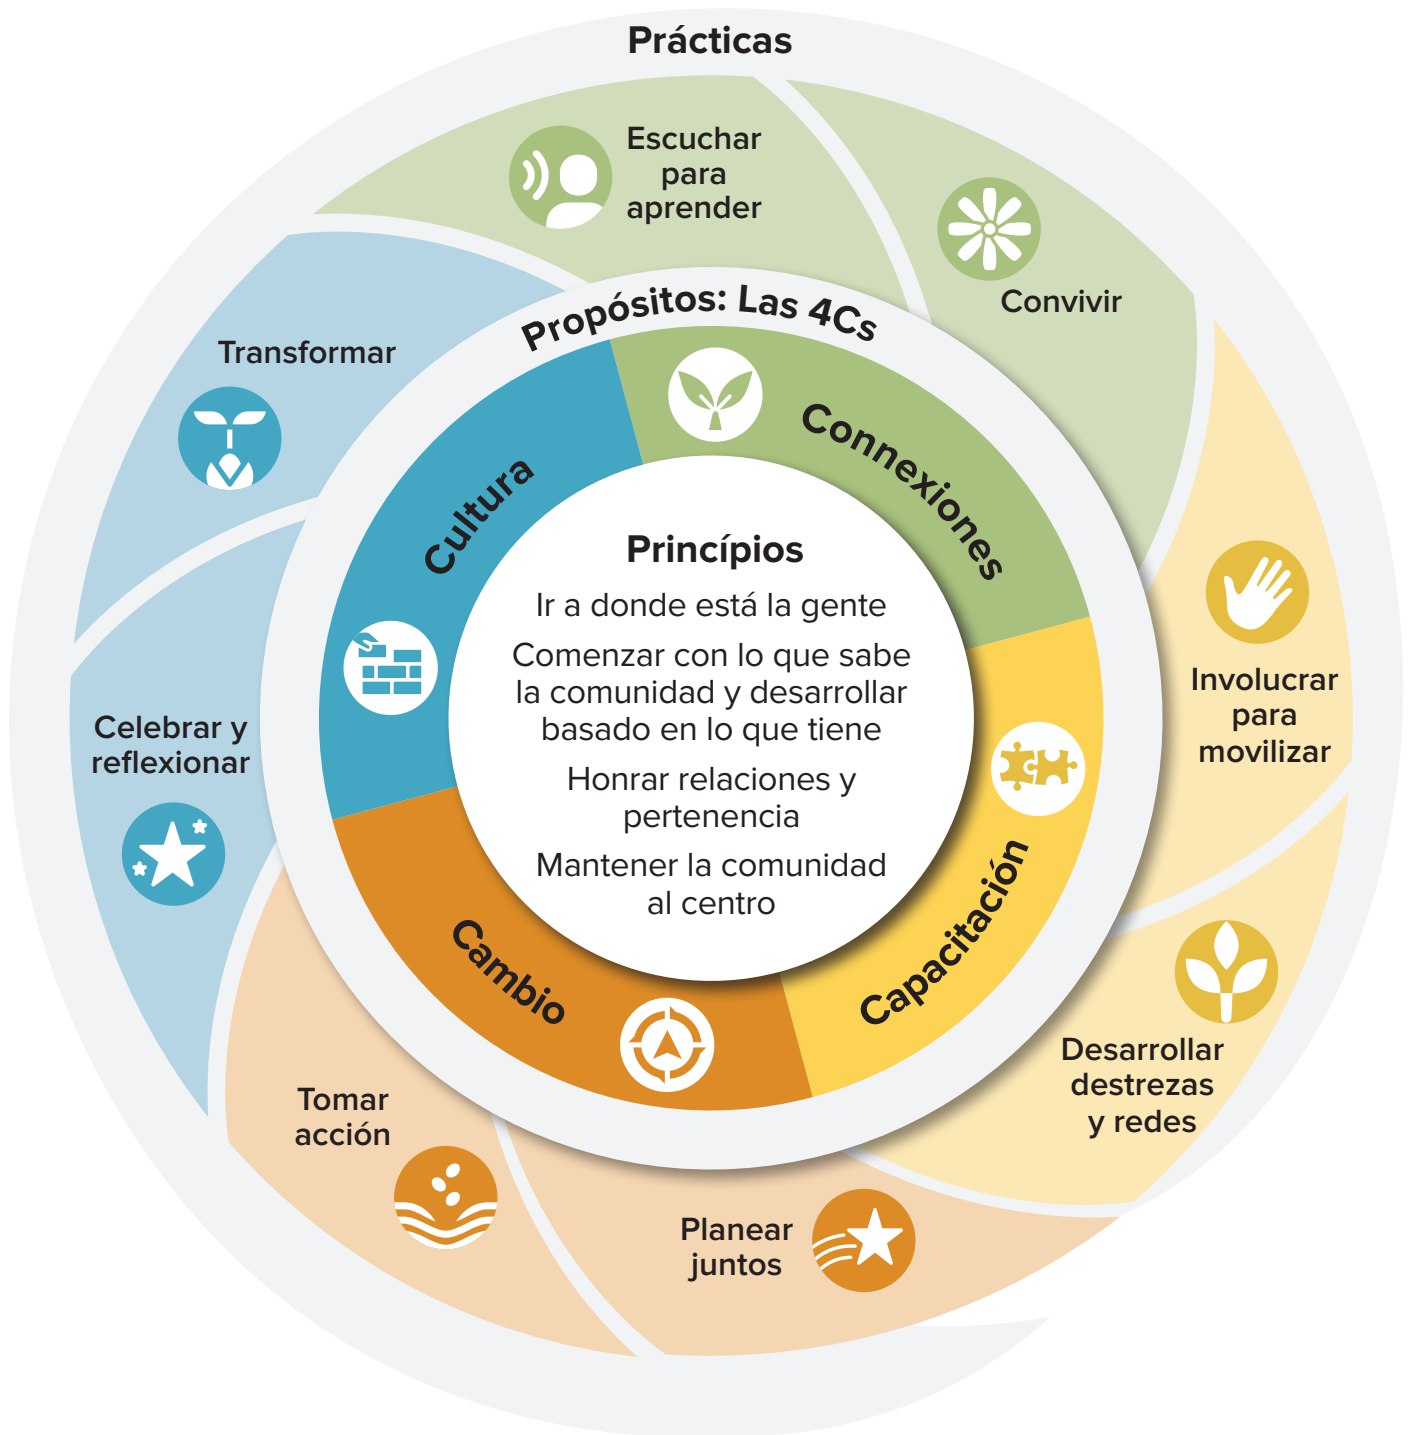 Prácticas
Escuchar
para
aprender
Convivir
Involucrar
para
movilizar
Desarrollar
destrezas
y redes
Planear
juntos
Tomar
acción
Celebrar y
reflexionar
Transformar
Propósitos: Las 4Cs
Connexiones
Capacitación
Cambio
Cultura
Princípios
Ir a donde está la gente
Comenzar con lo que sabe
la comunidad y desarrollar
basado en lo que tiene
Honrar relaciones y
pertenencia
Mantener la comunidad
al centro